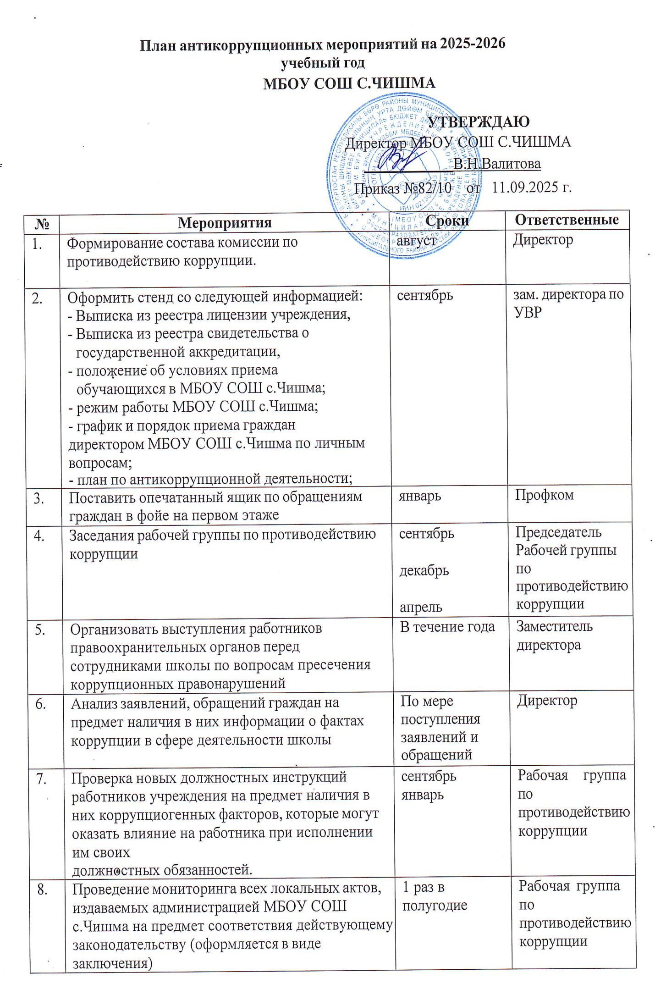 План антикоррупционных мероприятий на 2025-2026
учебный год
МБОУ СОШ С.ЧИШМА
УТВЕРЖДАЮ
Директор МБОУ СОШ С.ЧИШМА
В.Н.Валитова
Приказ №82/10 от 11.09.2025 г.
№ Мероприятия Сроки Ответственные
1. Формирование состава комиссии по
противодействию коррупции.
август
Директор
2. Оформить стенд со следующей информацией:
- Выписка из реестра лицензии учреждения,
- Выписка из реестра свидетельства о
государственной аккредитации,
- положение об условиях приема
обучающихся в МБОУ СОШ с.Чишма;
- режим работы МБОУ СОШ с.Чишма;
- график и порядок приема граждан
директором МБОУ СОШ с.Чишма по личным
вопросам;
- план по антикоррупционной деятельности;
сентябрь
зам. директора по
УВР
3. Поставить опечатанный ящик по обращениям
граждан в фойе на первом этаже
январь
Профком
4. Заседания рабочей группы по противодействию
коррупции
сентябрь
декабрь
апрель
Председатель
Рабочей группы
по
противодействию
коррупции
5. Организовать выступления работников
правоохранительных органов перед
сотрудниками школы по вопросам пресечения
коррупционных правонарушений
В течение года
Заместитель
директора
6. Анализ заявлений, обращений граждан на
предмет наличия в них информации о фактах
коррупции в сфере деятельности школы
По мере
поступления
заявлений и
обращений
Директор
7. Проверка новых должностных инструкций
работников учреждения на предмет наличия в
них коррупциогенных факторов, которые могут
оказать влияние на работника при исполнении
им своих
должностных обязанностей.
сентябрь
январь
Рабочая группа
по
противодействию
коррупции
8. Проведение мониторинга всех локальных актов,
издаваемых администрацией МБОУ СОШ
с.Чишма на предмет соответствия действующему
законодательству (оформляется в виде
заключения)
1 раз в
полугодие
Рабочая группа
по
противодействию
коррупции